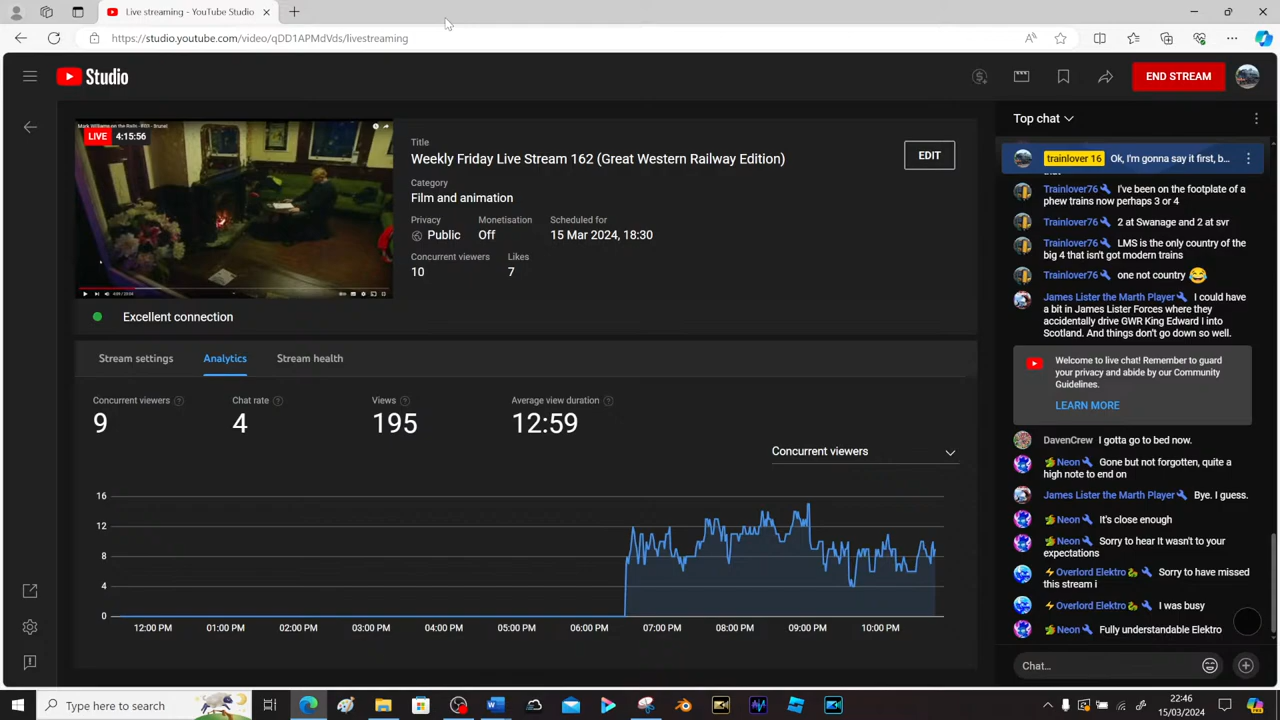 Live streaming - YouTube Studio
https://studio.youtube.com/video/qDD1APMdVds/livestreaming
Studio
END STREAM
Mark Williams on the Rails - #03 - Brunel
LIVE 4:15:56
Title
Weekly Friday Live Stream 162 (Great Western Railway Edition)
EDIT
Category
Film and animation
Privacy Monetisation Scheduled for
Public Off 15 Mar 2024, 18:30
Concurrent viewers Likes
10 7
Excellent connection
Stream settings Analytics Stream health
Concurrent viewers Chat rate Views Average view duration
9 4 195 12:59
Concurrent viewers
16
12
8
4
0
12:00 PM 01:00 PM 02:00 PM 03:00 PM 04:00 PM 05:00 PM 06:00 PM 07:00 PM 08:00 PM 09:00 PM 10:00 PM
Top chat
trainlover 16 Ok, I'm gonna say it first, b...
that
Trainlover76 I've been on the footplate of a
phew trains now perhaps 3 or 4
Trainlover76 2 at Swanage and at svr
Trainlover76 LMS is the only country of the
big 4 that isn't got modern trains
Trainlover76 one not country 😂
James Lister the Marth Player I could have
a bit in James Lister Forces where they
accidentally drive GWR King Edward I into
Scotland. And things don't go down so well.
Welcome to live chat! Remember to guard
your privacy and abide by our Community
Guidelines.
LEARN MORE
DavenCrew I gotta go to bed now.
Neon Gone but not forgotten, quite a
high note to end on
James Lister the Marth Player Bye. I guess.
Neon It's close enough
Neon Sorry to hear It wasn't to your
expectations
Overlord Elektro Sorry to have missed
this stream i
Overlord Elektro I was busy
Neon Fully understandable Elektro
Chat...
Type here to search
22:46
15/03/2024